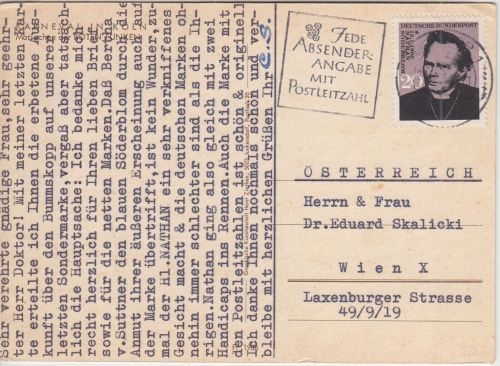 Sehr verehrte gnädige Frau,sehr geehr-
ter Herr Doktor! Mit meiner letzten Kar-
te erteilte ich Ihnen die erbetene Aus-
kunft über den Bummskopp auf unserer
letzten Sondermarke,vergaß aber tatsäch-
lich die Hauptsache: Ich bedanke mich
recht herzlich für Ihren lieben Brief
sowie für die netten Marken.Daß Bertha
v.Suttner den blauen Söderblom durch die
Anmut ihrer äußeren Erscheinung auch auf
der Marke übertrifft,ist kein Wunder,zu-
mal der Hl.NATHAN ein sehr verkniffnes
Gesicht macht & die deutschen Marken oh-
nehin immer schlechter sind als die Ih-
rigen.Nathan ging also gleich mit zwei
Handicaps ins Rennen.Auch die Marke mit
den Postleitzahlen ist schön & originell
Ich danke Ihnen nochmals schön und ver-
bleibe mit herzlichen Grüßen Ihr C.S.
JEDE
ABSENDER-
ANGABE
MIT
POSTLEITZAHL
DEUTSCHE BUNDESPOST
20
ÖSTERREICH
Herrn & Frau
Dr.Eduard Skalicki
Wien X
Laxenburger Strasse
49/9/19